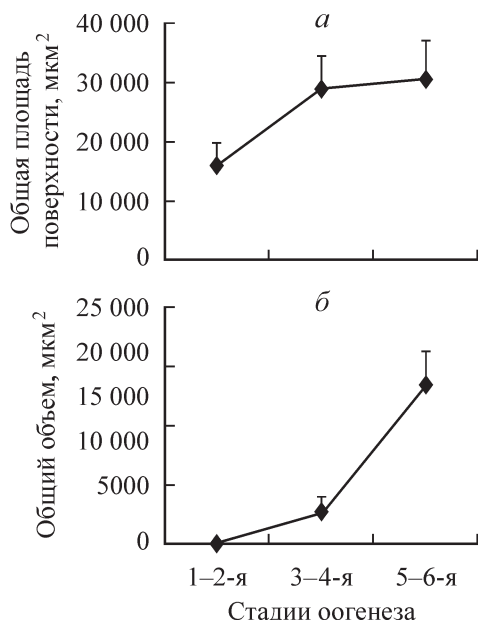 а
Общая площадь
поверхности, мкм²
40 000
30 000
20 000
10 000
0
б
Общий объем, мкм²
25 000
20 000
15 000
10 000
5000
0
1–2-я 3–4-я 5–6-я
Стадии оогенеза